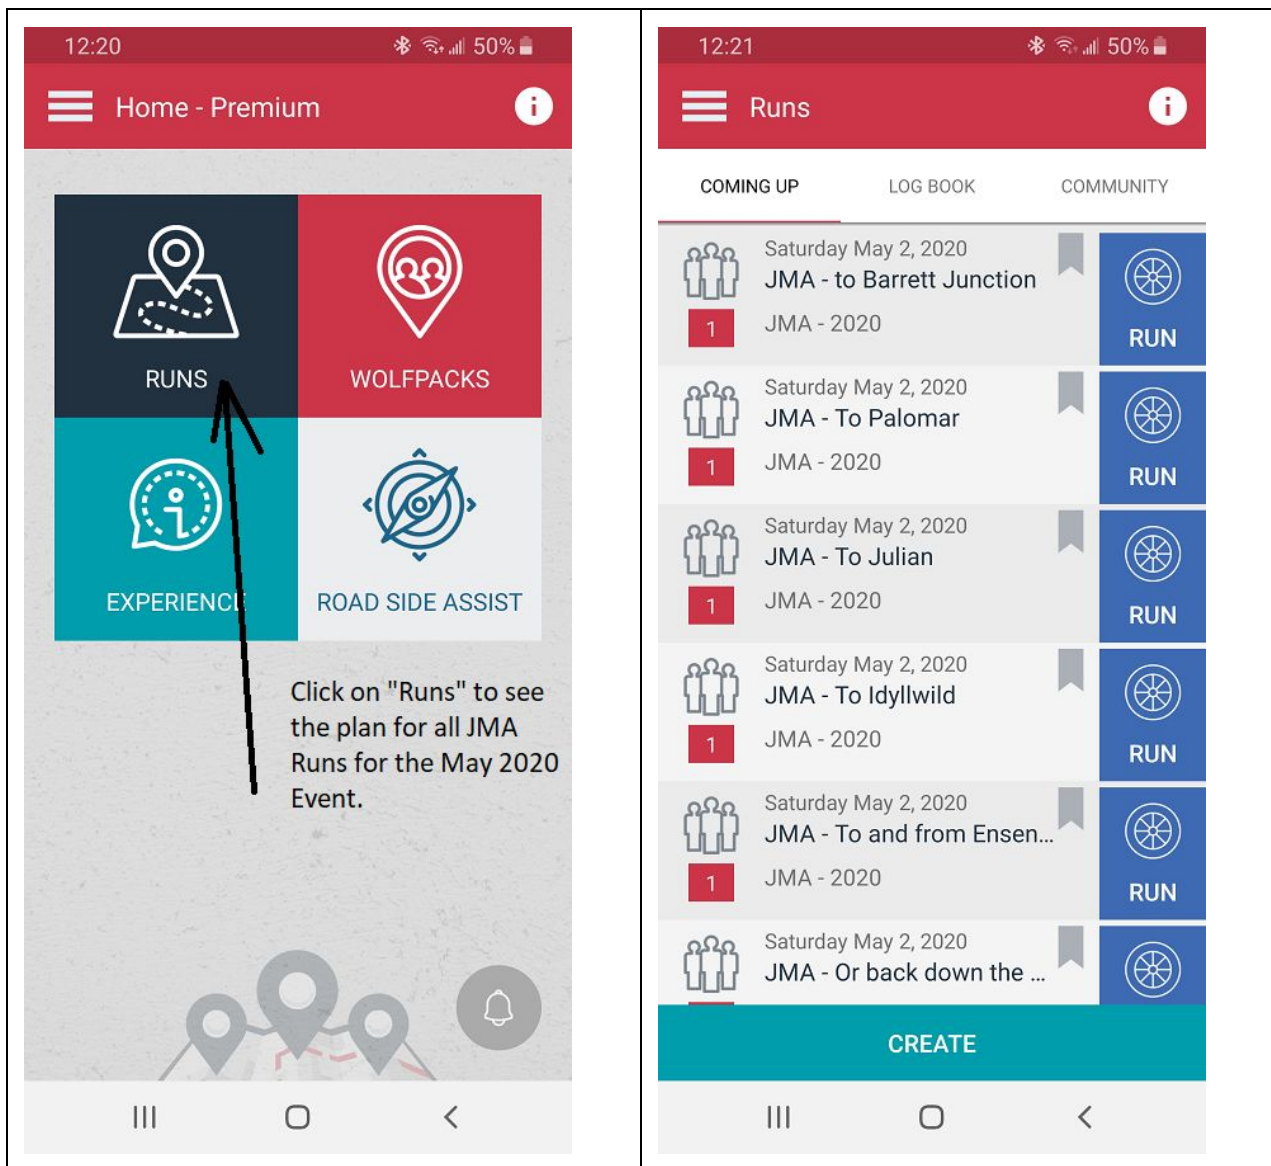 12:20 50%
Home - Premium
RUNS
WOLFPACKS
EXPERIENCE
ROAD SIDE ASSIST
Click on "Runs" to see
the plan for all JMA
Runs for the May 2020
Event.
12:21 50%
Runs
COMING UP LOG BOOK COMMUNITY
Saturday May 2, 2020
JMA - to Barrett Junction
1 JMA - 2020
RUN
Saturday May 2, 2020
JMA - To Palomar
1 JMA - 2020
RUN
Saturday May 2, 2020
JMA - To Julian
1 JMA - 2020
RUN
Saturday May 2, 2020
JMA - To Idyllwild
1 JMA - 2020
RUN
Saturday May 2, 2020
JMA - To and from Ensen...
1 JMA - 2020
RUN
Saturday May 2, 2020
JMA - Or back down the ...
CREATE